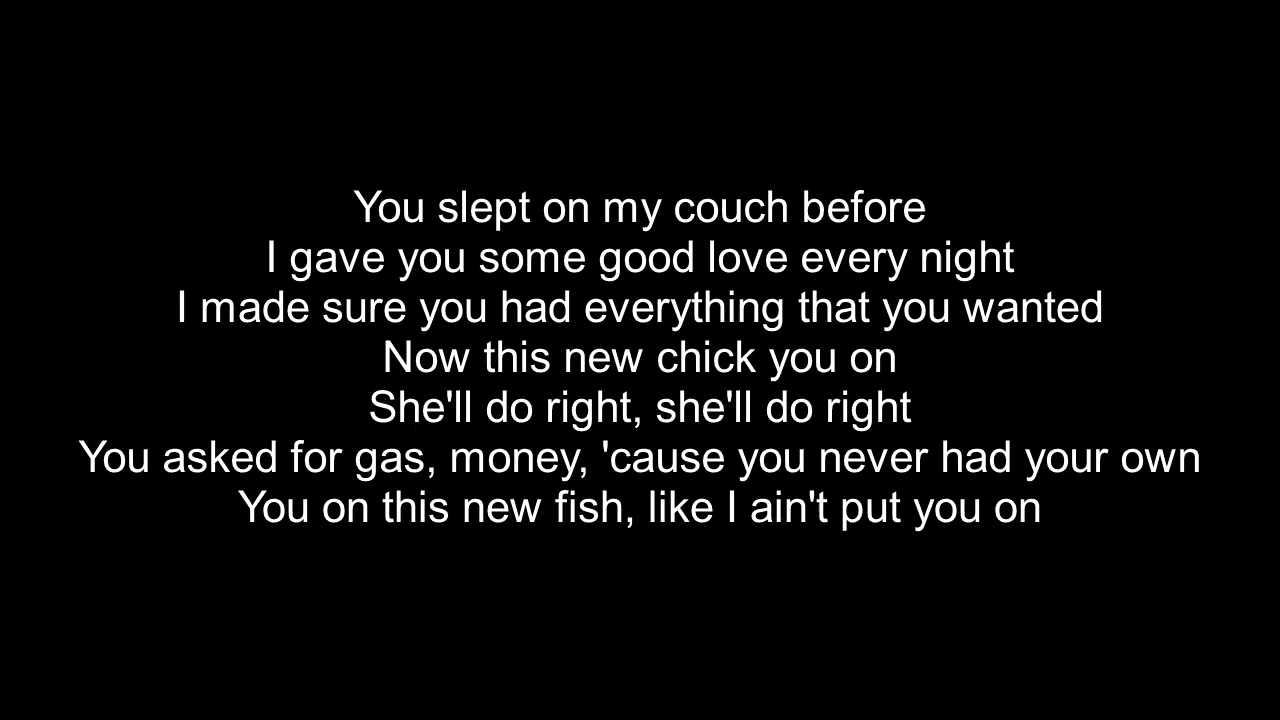 You slept on my couch before
I gave you some good love every night
I made sure you had everything that you wanted
Now this new chick you on
She'll do right, she'll do right
You asked for gas, money, 'cause you never had your own
You on this new fish, like I ain't put you on